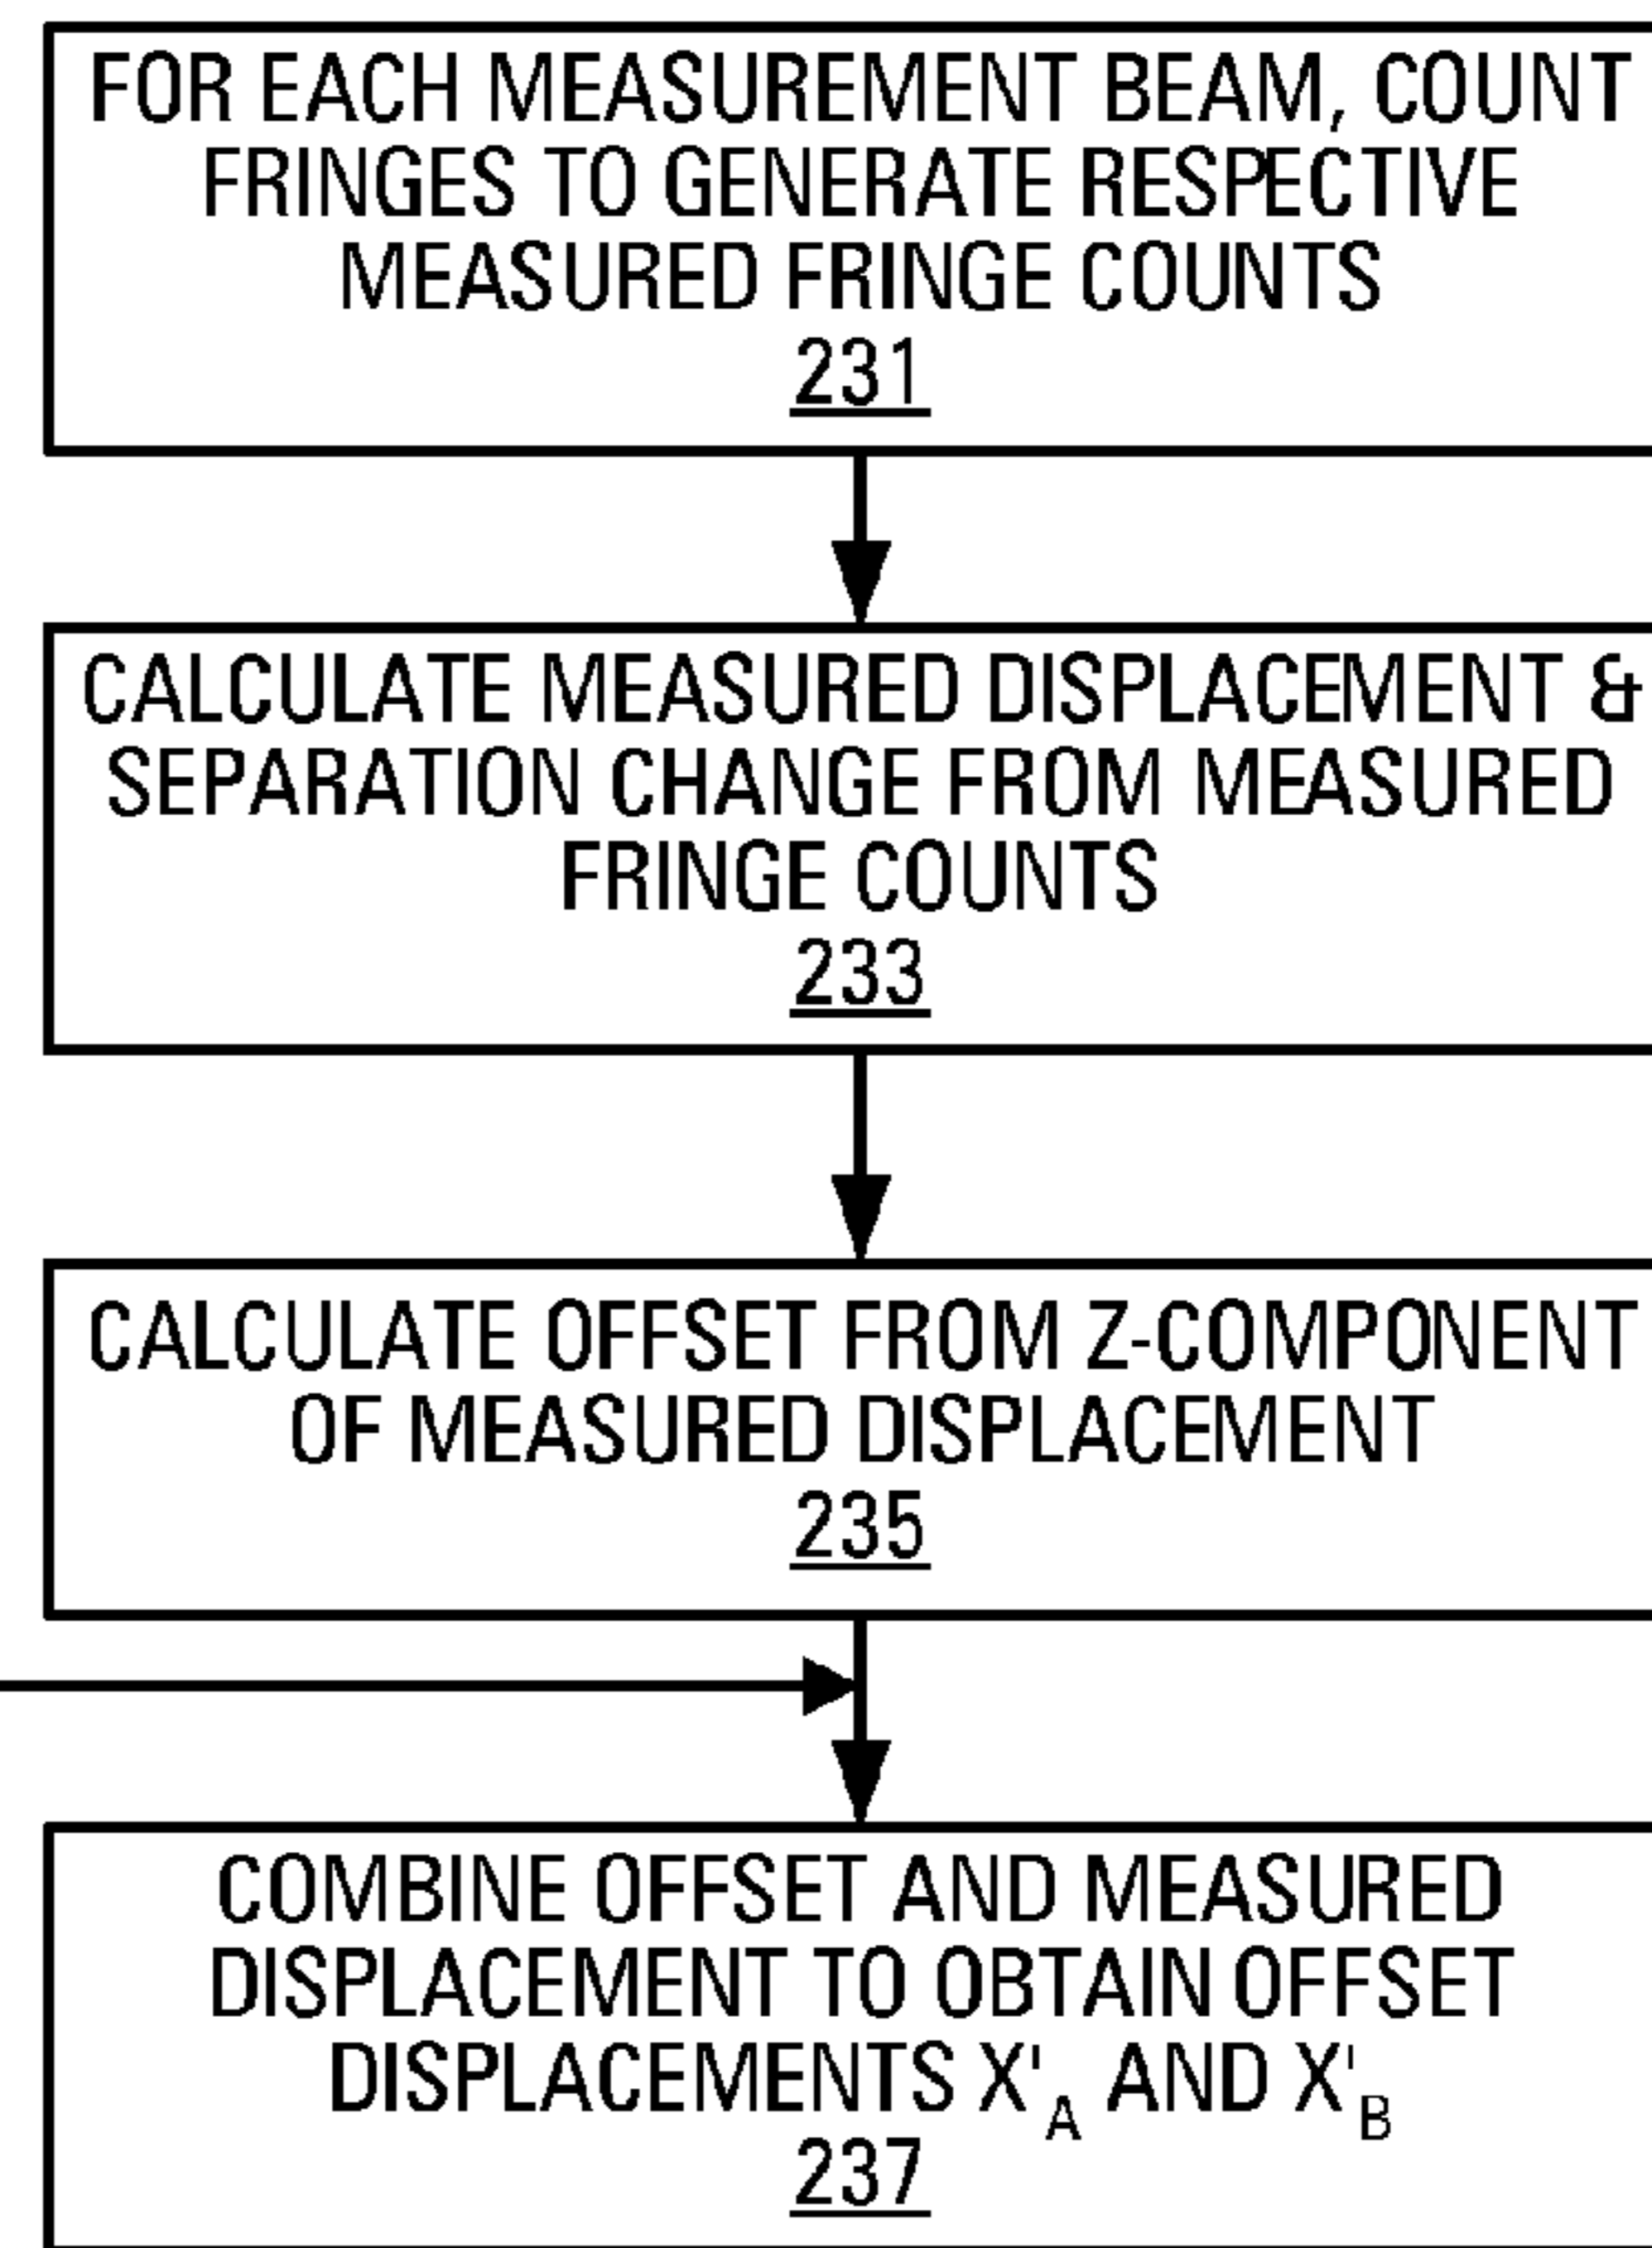 FOR EACH MEASUREMENT BEAM, COUNT
FRINGES TO GENERATE RESPECTIVE
MEASURED FRINGE COUNTS
231
CALCULATE MEASURED DISPLACEMENT &
SEPARATION CHANGE FROM MEASURED
FRINGE COUNTS
233
CALCULATE OFFSET FROM Z-COMPONENT
OF MEASURED DISPLACEMENT
235
COMBINE OFFSET AND MEASURED
DISPLACEMENT TO OBTAIN OFFSET
DISPLACEMENTS X'A AND X'B
237